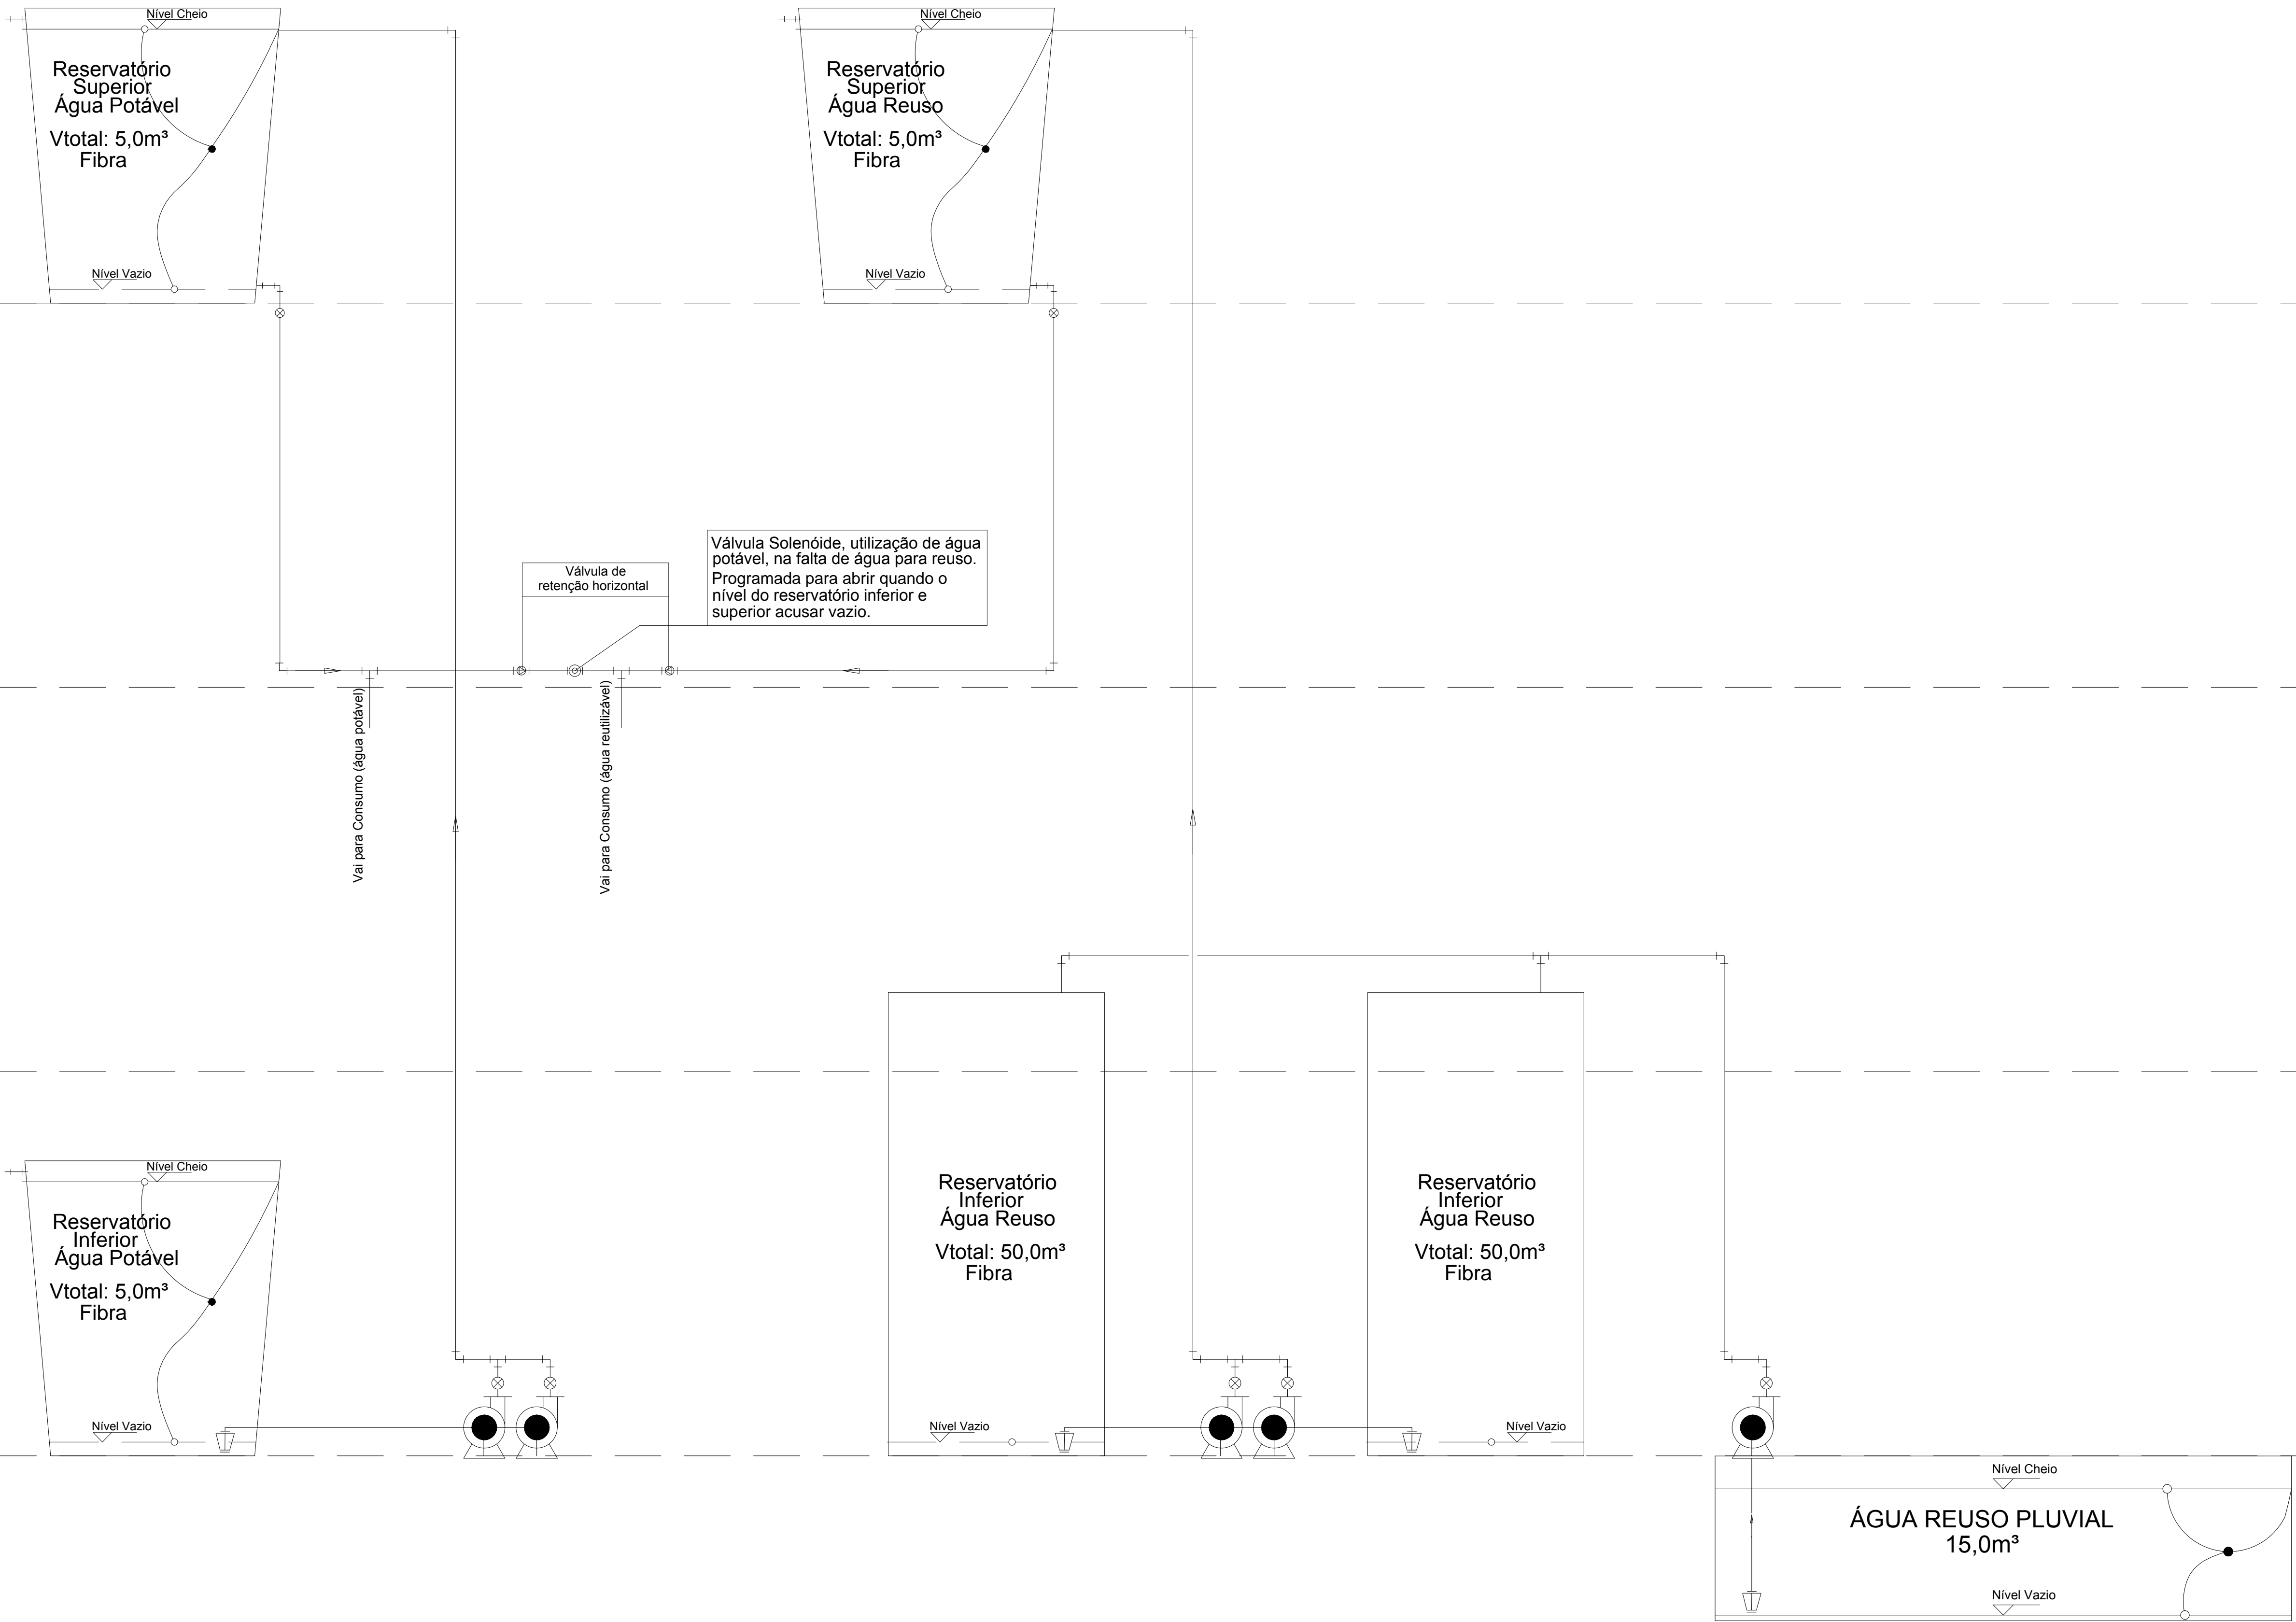 Nível Cheio
Reservatório
Superior
Água Potável
Vtotal: 5,0m³
Fibra
Nível Vazio
Nível Cheio
Reservatório
Superior
Água Reuso
Vtotal: 5,0m³
Fibra
Nível Vazio
Válvula de
retenção horizontal
Válvula Solenóide, utilização de água
potável, na falta de água para reuso.
Programada para abrir quando o
nível do reservatório inferior e
superior acusar vazio.
Vai para Consumo (água potável)
Vai para Consumo (água reutilizável)
Nível Cheio
Reservatório
Inferior
Água Potável
Vtotal: 5,0m³
Fibra
Nível Vazio
Reservatório
Inferior
Água Reuso
Vtotal: 50,0m³
Fibra
Nível Vazio
Reservatório
Inferior
Água Reuso
Vtotal: 50,0m³
Fibra
Nível Vazio
Nível Cheio
ÁGUA REUSO PLUVIAL
15,0m³
Nível Vazio